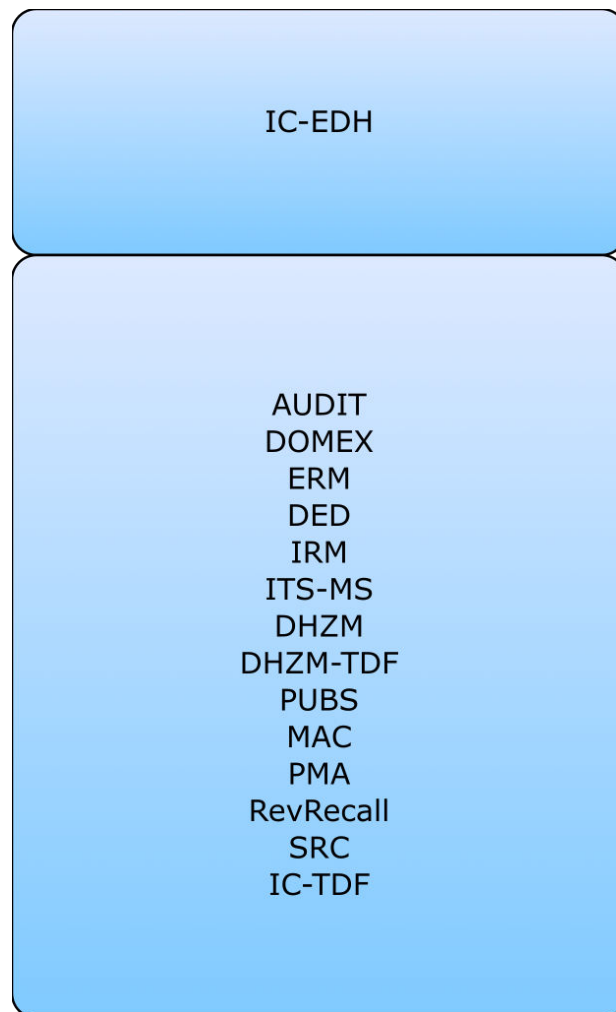 IC-EDH
AUDIT
DOMEX
ERM
DED
IRM
ITS-MS
DHZM
DHZM-TDF
PUBS
MAC
PMA
RevRecall
SRC
IC-TDF